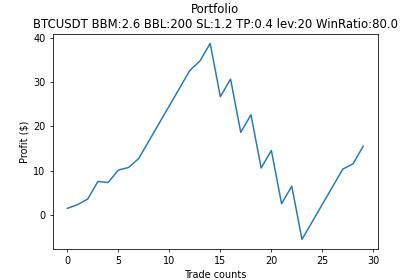 Portfolio
BTCUSDT BBM:2.6 BBL:200 SL:1.2 TP:0.4 lev:20 WinRatio:80.0
40
30
20
10
0
Profit ($)
0 5 10 15 20 25 30
Trade counts